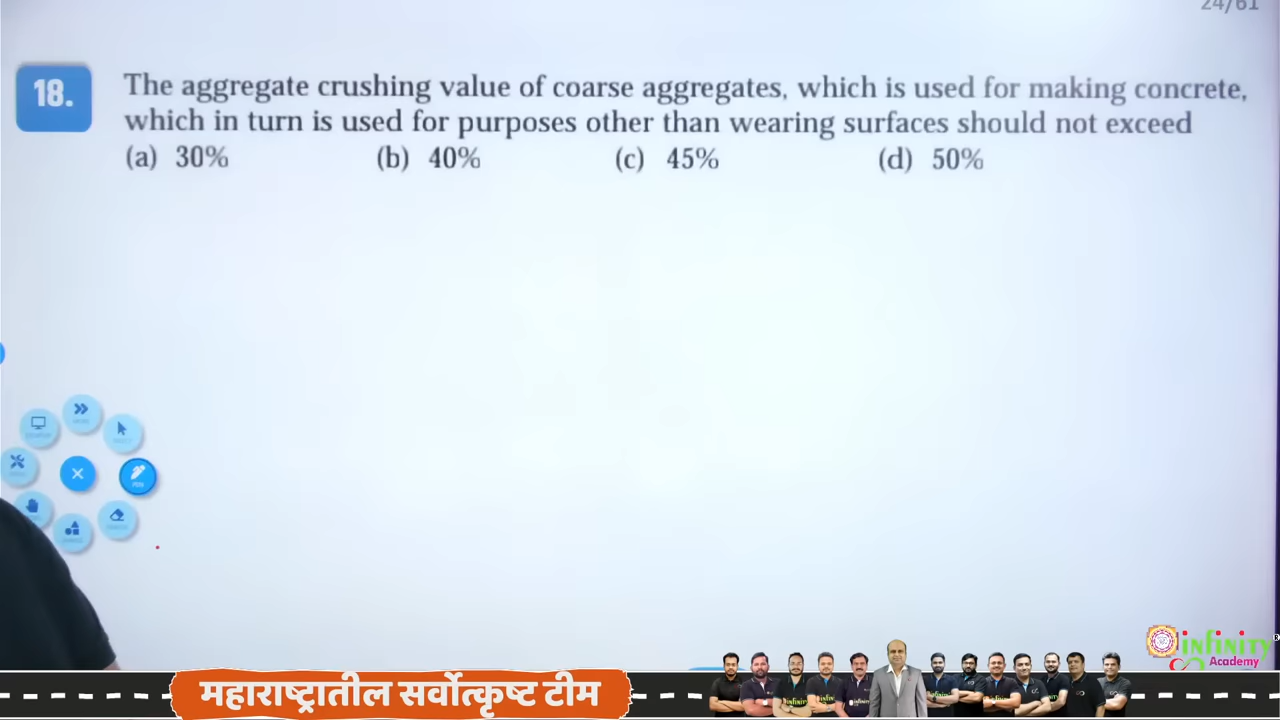 24/61
18.
The aggregate crushing value of coarse aggregates, which is used for making concrete,
which in turn is used for purposes other than wearing surfaces should not exceed
(a) 30% (b) 40% (c) 45% (d) 50%
infinity
Academy
महाराष्ट्रातील सर्वोत्कृष्ट टीम